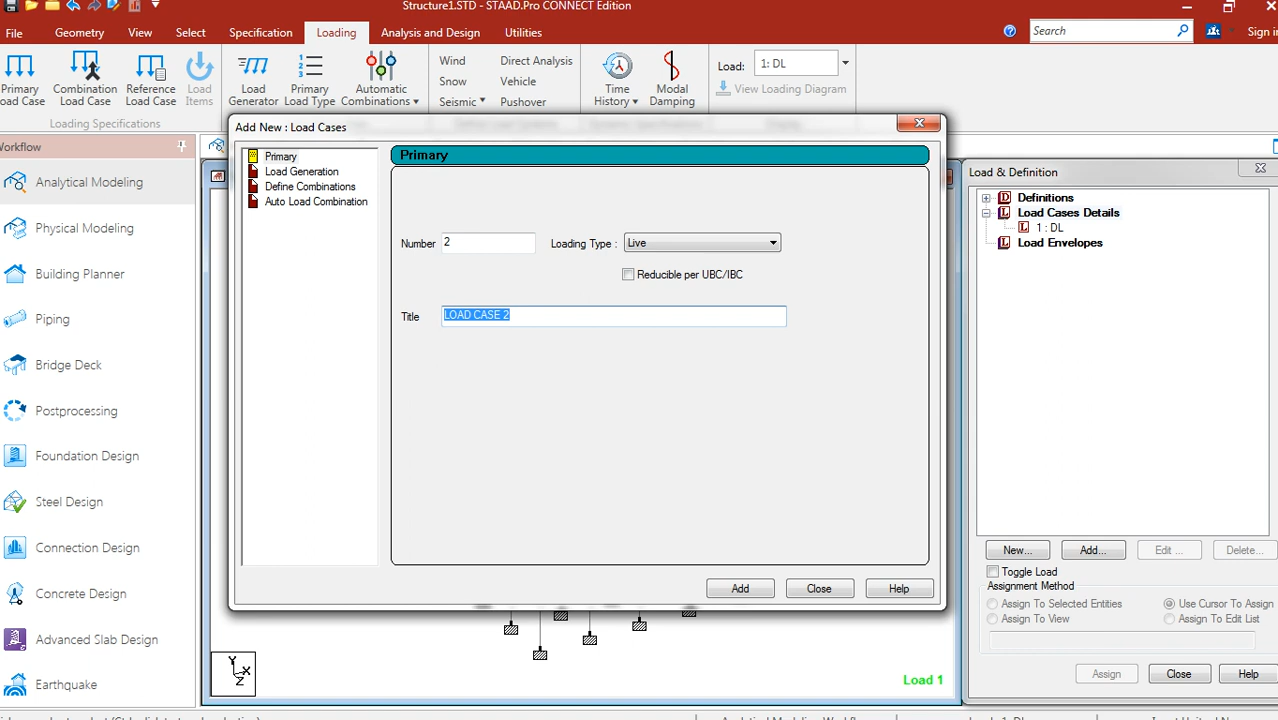 Structure1.STD - STAAD.Pro CONNECT Edition
File Geometry View Select Specification Loading Analysis and Design Utilities Search Sign in
Primary Load Case
Combination Load Case
Reference Load Case
Load Items
Loading Specifications
Load Generator
Primary Load Type
Automatic Combinations
Wind
Snow
Seismic
Direct Analysis
Vehicle
Pushover
Time History
Modal Damping
Load: 1: DL
View Loading Diagram
Workflow
Analytical Modeling
Physical Modeling
Building Planner
Piping
Bridge Deck
Postprocessing
Foundation Design
Steel Design
Connection Design
Concrete Design
Advanced Slab Design
Earthquake
Add New : Load Cases
Primary
Load Generation
Define Combinations
Auto Load Combination
Primary
Number 2 Loading Type : Live
Reducible per UBC/IBC
Title LOAD CASE 2
Add Close Help
Y
X
Z
Load 1
Load & Definition
Definitions
Load Cases Details
1 : DL
Load Envelopes
New... Add... Edit ... Delete...
Toggle Load
Assignment Method
Assign To Selected Entities Use Cursor To Assign
Assign To View Assign To Edit List
Assign Close Help